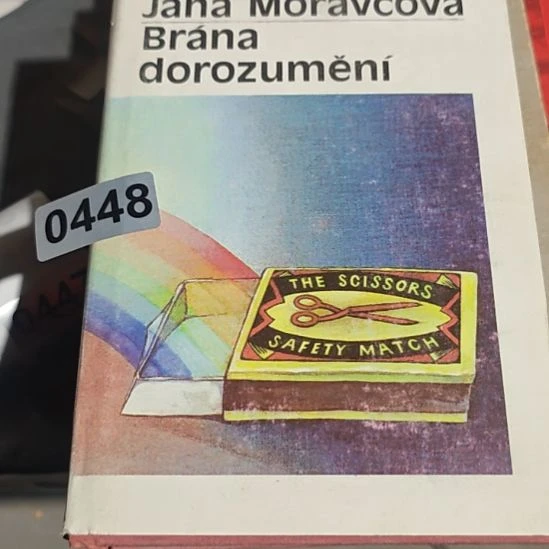 Jana Moravcová
Brána
dorozumění
0448
THE SCISSORS
SAFETY MATCH